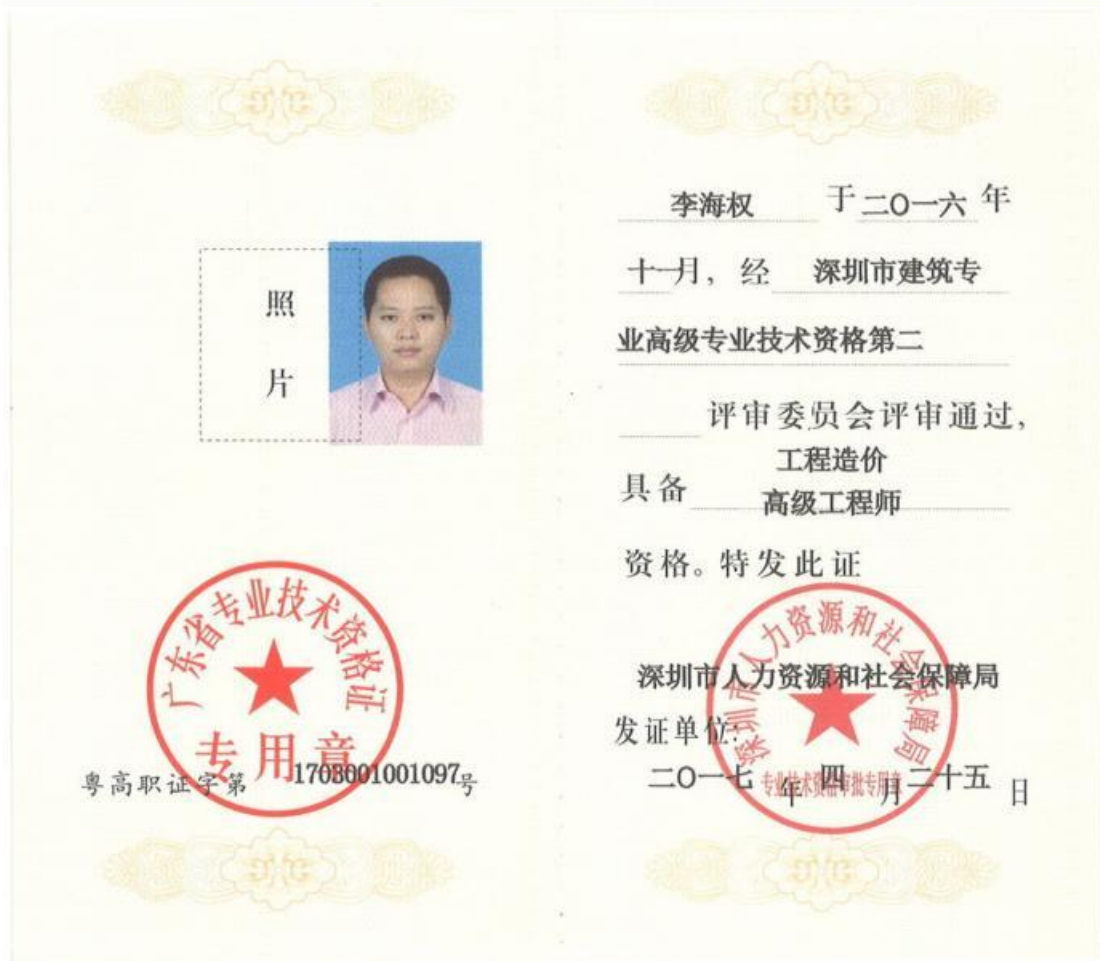 照
片
广东省专业技术资格证
专用章
粤高职证字第1703001001097号
李海权 于二〇一六年
十一月，经 深圳市建筑专
业高级专业技术资格第二
评审委员会评审通过，
工程造价
具备 高级工程师
资格。特发此证
深圳市人力资源和社会保障局
深圳市人力资源和社会保障局
发证单位：
专业技术资格审批专用章
二〇一七年四月二十五日